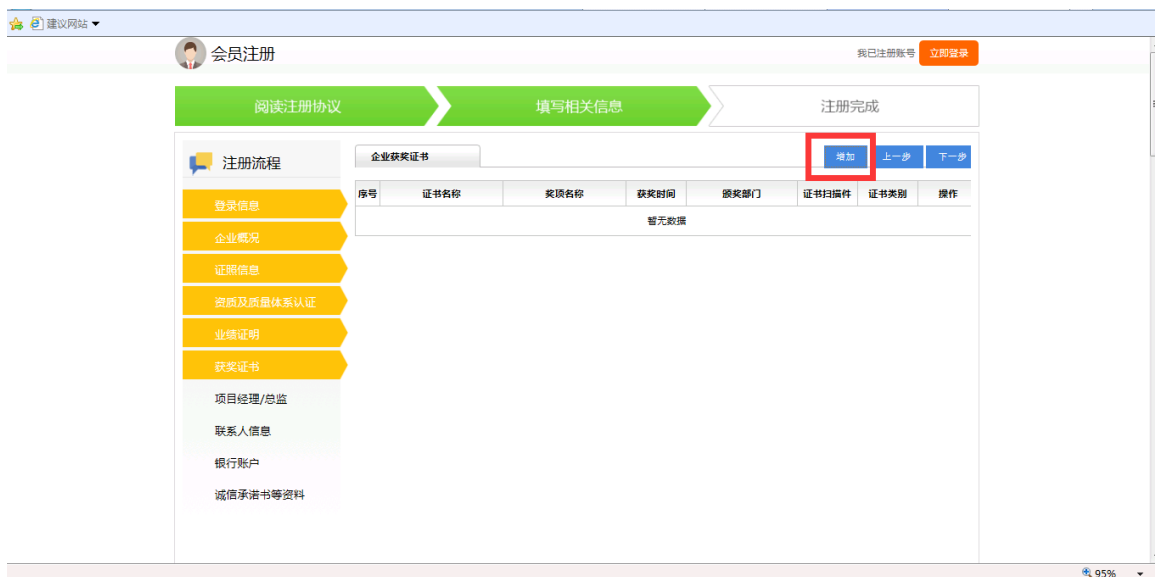 建议网站
会员注册
我已注册账号 立即登录
阅读注册协议 填写相关信息 注册完成
注册流程
企业获奖证书 增加 上一步 下一步
序号 证书名称 奖项名称 获奖时间 颁奖部门 证书扫描件 证书类别 操作
暂无数据
登录信息
企业概况
证照信息
资质及质量体系认证
业绩证明
获奖证书
项目经理/总监
联系人信息
银行账户
诚信承诺书等资料
95%